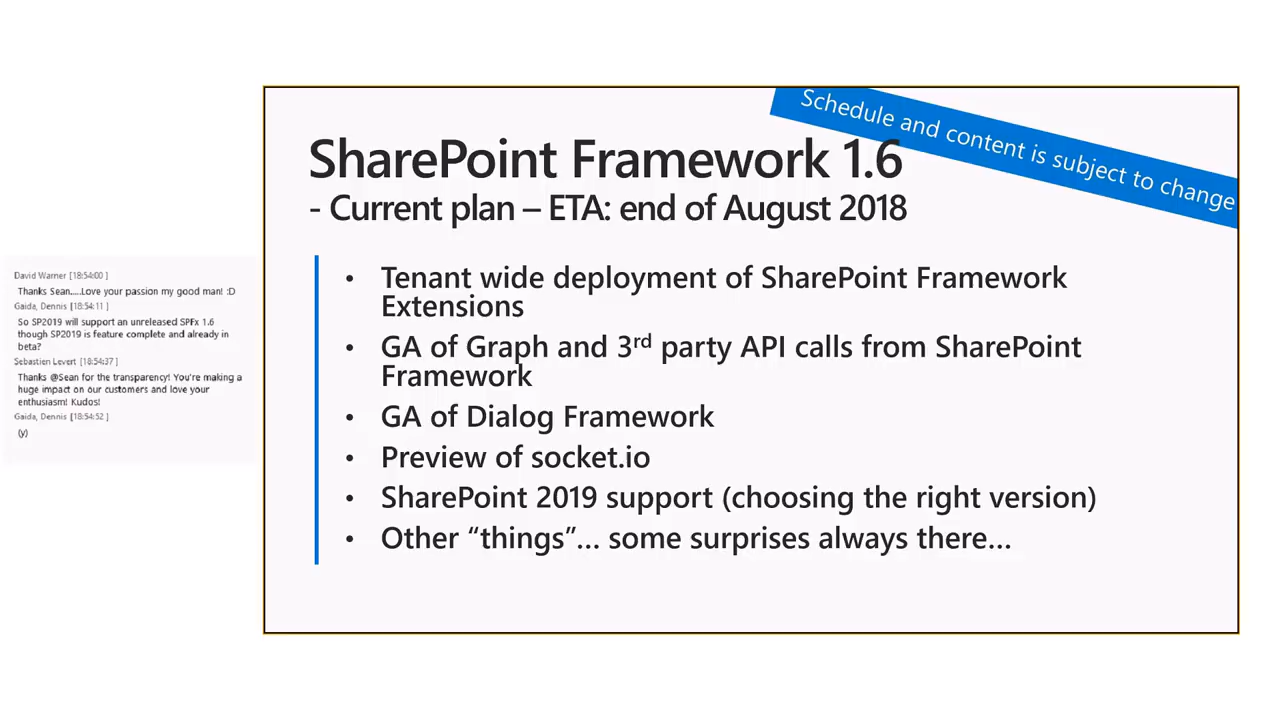 David Warner [18:54:00 ]
Thanks Sean.....Love your passion my good man! :D
Gaida, Dennis [18:54:11 ]
So SP2019 will support an unreleased SPFx 1.6
though SP2019 is feature complete and already in
beta?
Sebastien Levert [18:54:37 ]
Thanks @Sean for the transparency! You're making a
huge impact on our customers and love your
enthusiasm! Kudos!
Gaida, Dennis [18:54:52 ]
(y)
Schedule and content is subject to change
SharePoint Framework 1.6
- Current plan – ETA: end of August 2018
• Tenant wide deployment of SharePoint Framework
Extensions
• GA of Graph and 3rd party API calls from SharePoint
Framework
• GA of Dialog Framework
• Preview of socket.io
• SharePoint 2019 support (choosing the right version)
• Other “things”… some surprises always there…